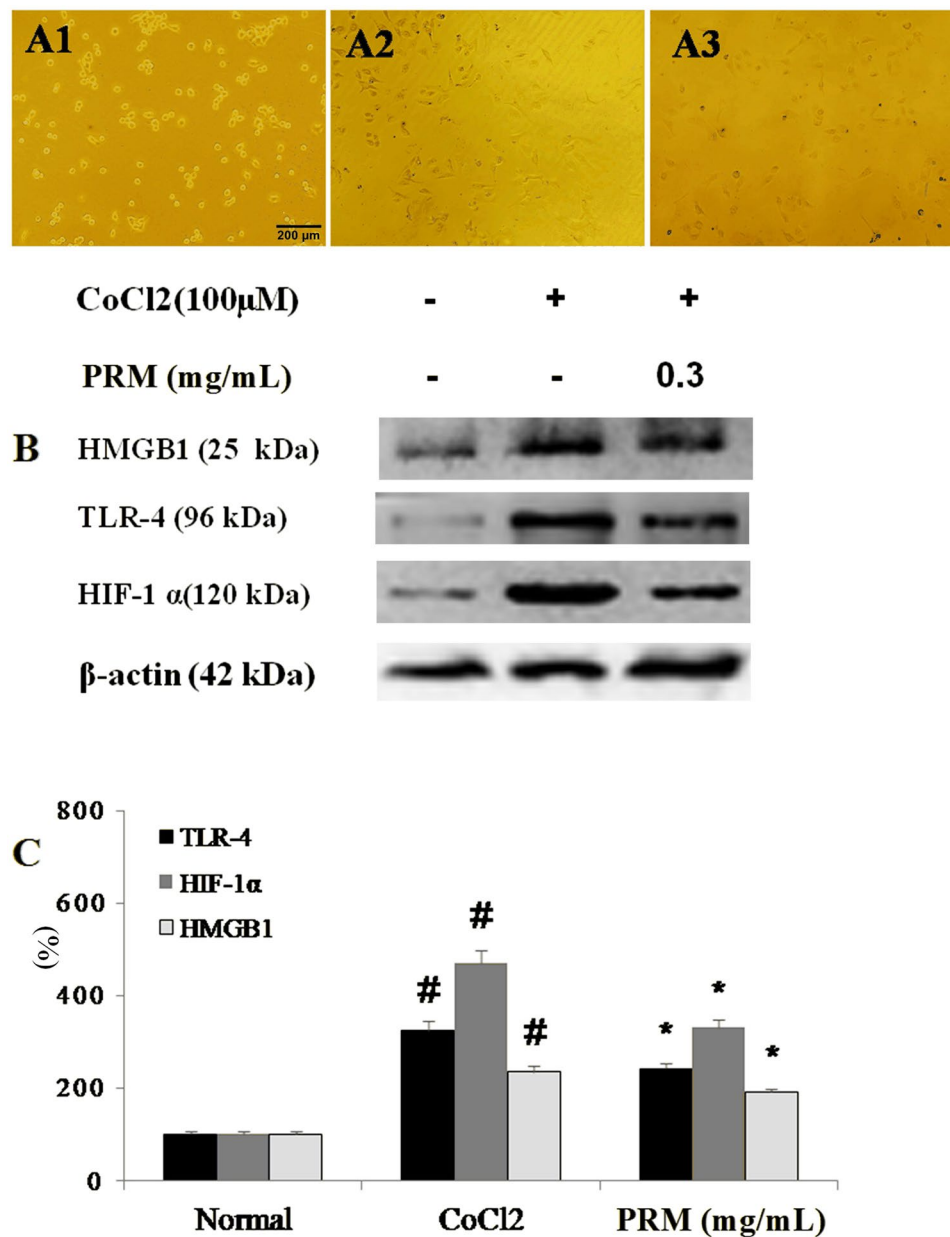 A1 A2 A3
200 μm
CoCl2(100μM) - + +
PRM (mg/mL) - - 0.3
B
HMGB1 (25 kDa)
TLR-4 (96 kDa)
HIF-1 α(120 kDa)
β-actin (42 kDa)
C
(%)
800
600
400
200
0
TLR-4
HIF-1α
HMGB1
# # #
* * *
Normal CoCl2 PRM (mg/mL)